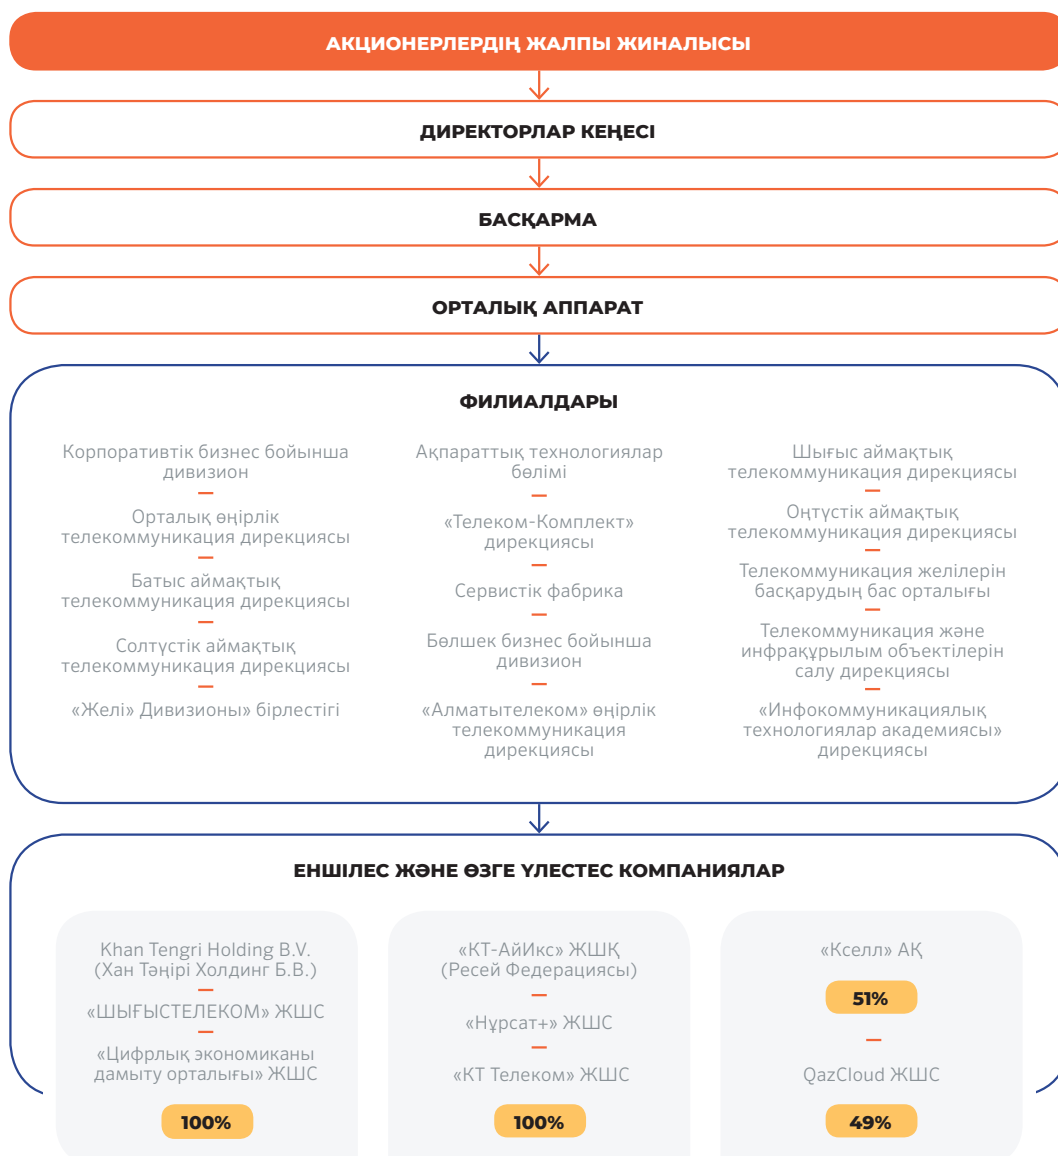 АКЦИОНЕРЛЕРДІҢ ЖАЛПЫ ЖИНАЛЫСЫ
ДИРЕКТОРЛАР КЕҢЕСІ
БАСҚАРМА
ОРТАЛЫҚ АППАРАТ
ФИЛИАЛДАРЫ
Корпоративтік бизнес бойынша
дивизион
Орталық өңірлік
телекоммуникация дирекциясы
Батыс аймақтық
телекоммуникация дирекциясы
Солтүстік аймақтық
телекоммуникация дирекциясы
«Желі» Дивизионы» бірлестігі
Ақпараттық технологиялар
бөлімі
«Телеком-Комплект»
дирекциясы
Сервистік фабрика
Бөлшек бизнес бойынша
дивизион
«Алматытелеком» өңірлік
телекоммуникация
дирекциясы
Шығыс аймақтық
телекоммуникация дирекциясы
Оңтүстік аймақтық
телекоммуникация дирекциясы
Телекоммуникация желілерін
басқарудың бас орталығы
Телекоммуникация және
инфрақұрылым объектілерін
салу дирекциясы
«Инфокоммуникациялық
технологиялар академиясы»
дирекциясы
ЕНШІЛЕС ЖӘНЕ ӨЗГЕ ҮЛЕСТЕС КОМПАНИЯЛАР
Khan Tengri Holding B.V.
(Хан Тәңірі Холдинг Б.В.)
«ШЫҒЫСТЕЛЕКОМ» ЖШС
«Цифрлық экономиканы
дамыту орталығы» ЖШС
100%
«КТ-АйИкс» ЖШҚ
(Ресей Федерациясы)
«Нұрсат+» ЖШС
«КТ Телеком» ЖШС
100%
«Кселл» АҚ
51%
QazCloud ЖШС
49%